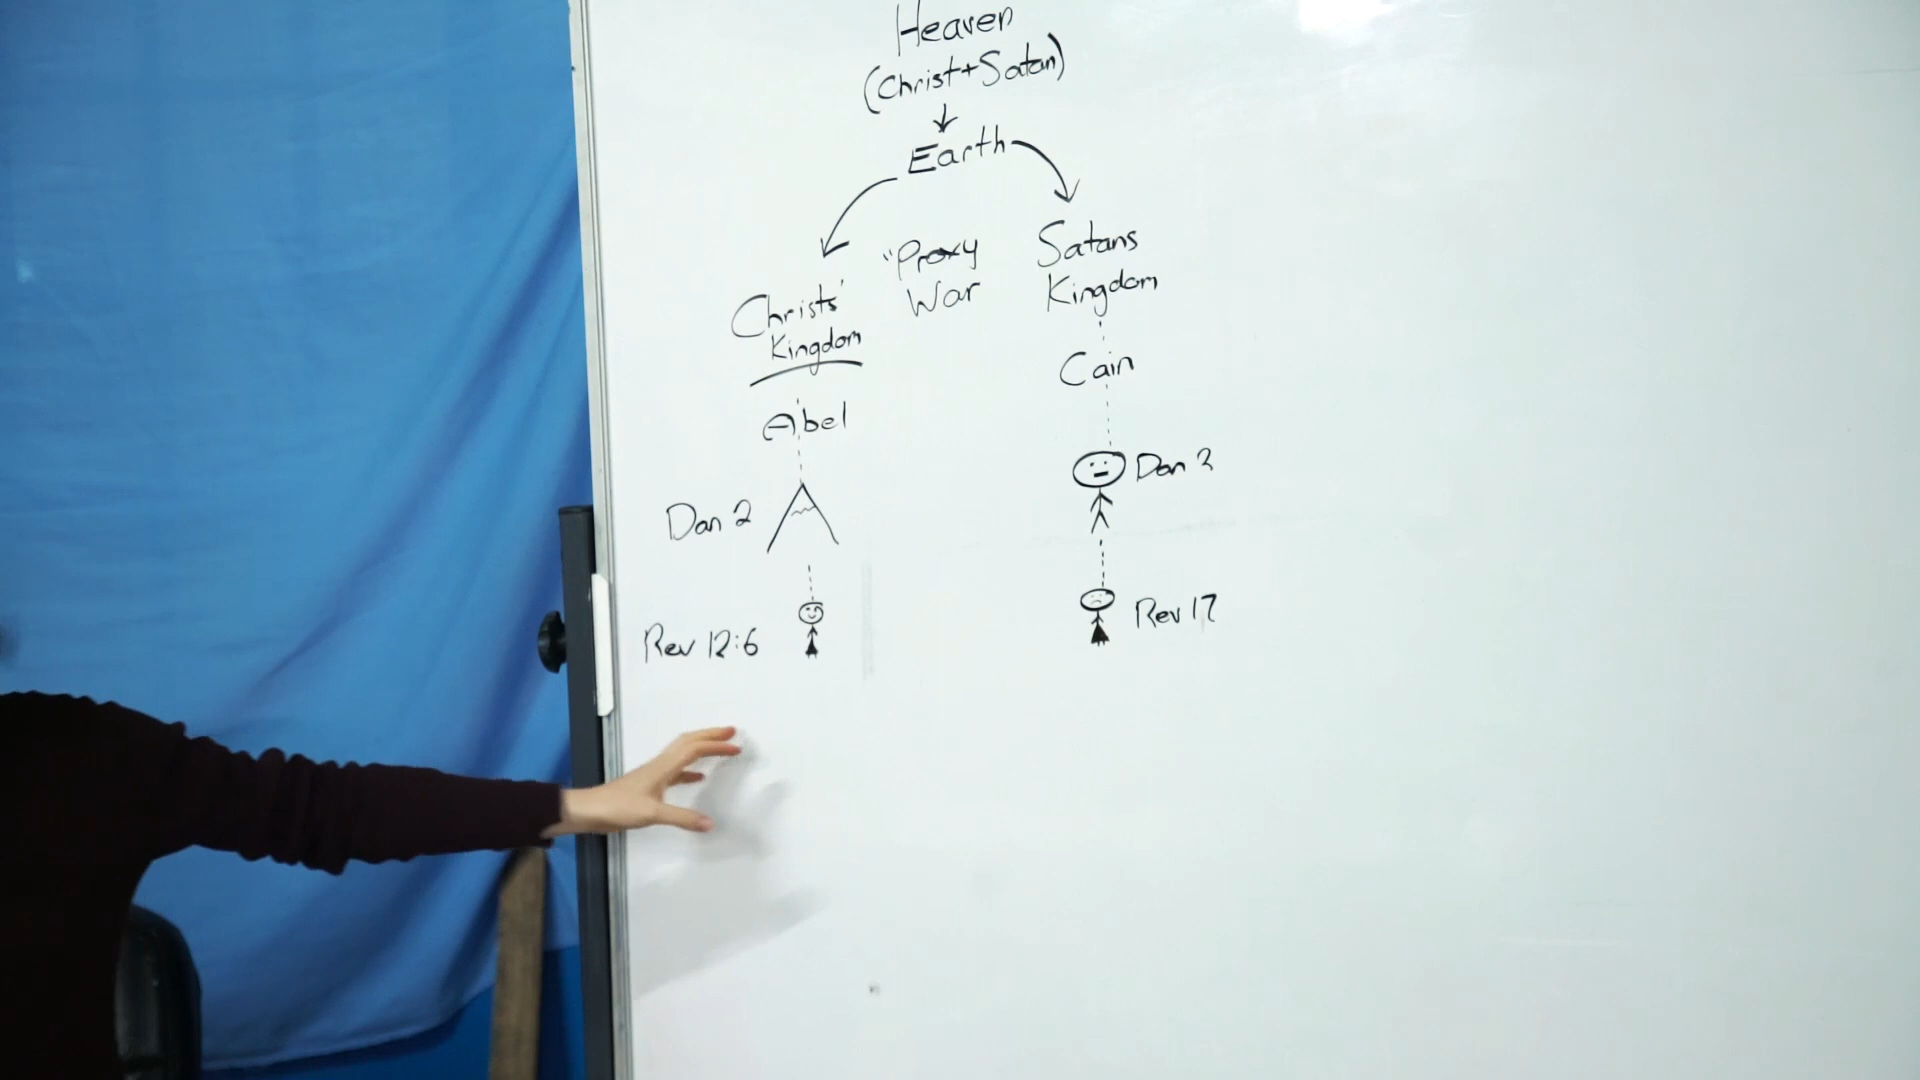 Heaven
(Christ+Satan)
Earth
"Proxy
War
Satans
Kingdom
Christs'
Kingdom
Cain
Abel
Dan 2
Dan 3
Rev 12:6
Rev 17